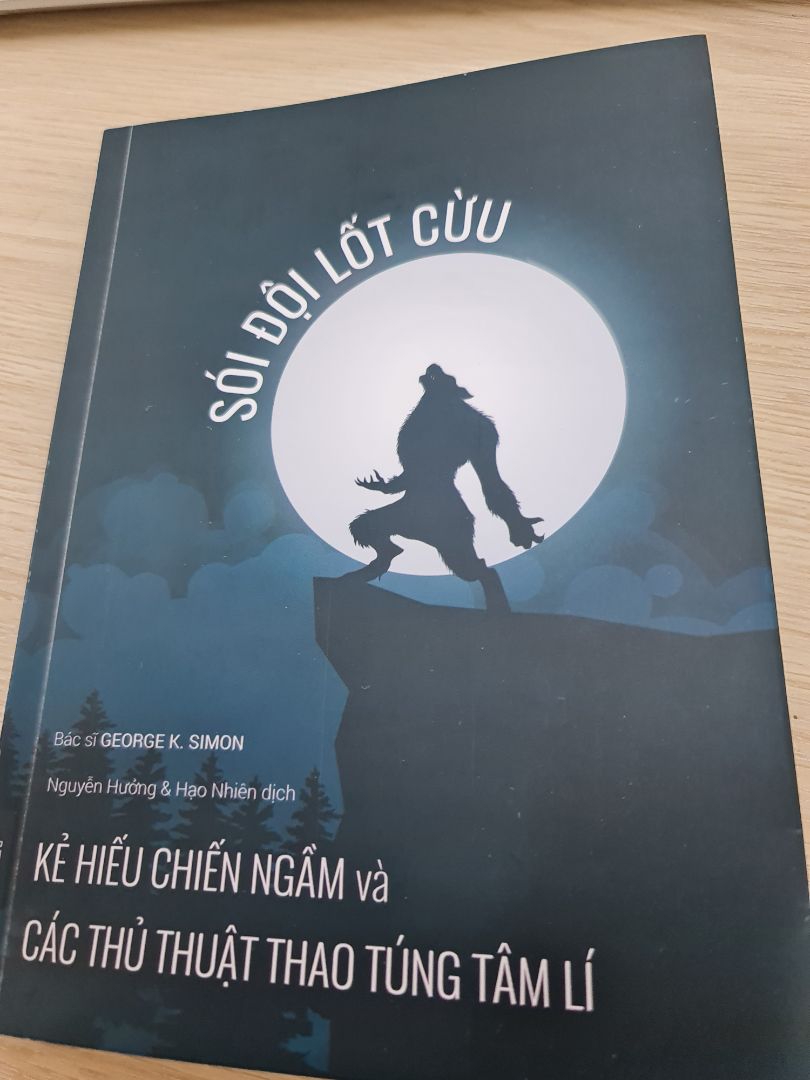 SÓI ĐỘI LỐT CỪU
Bác sĩ GEORGE K. SIMON
Nguyễn Hưởng & Hạo Nhiên dịch
KẺ HIẾU CHIẾN NGẦM và
CÁC THỦ THUẬT THAO TÚNG TÂM LÍ